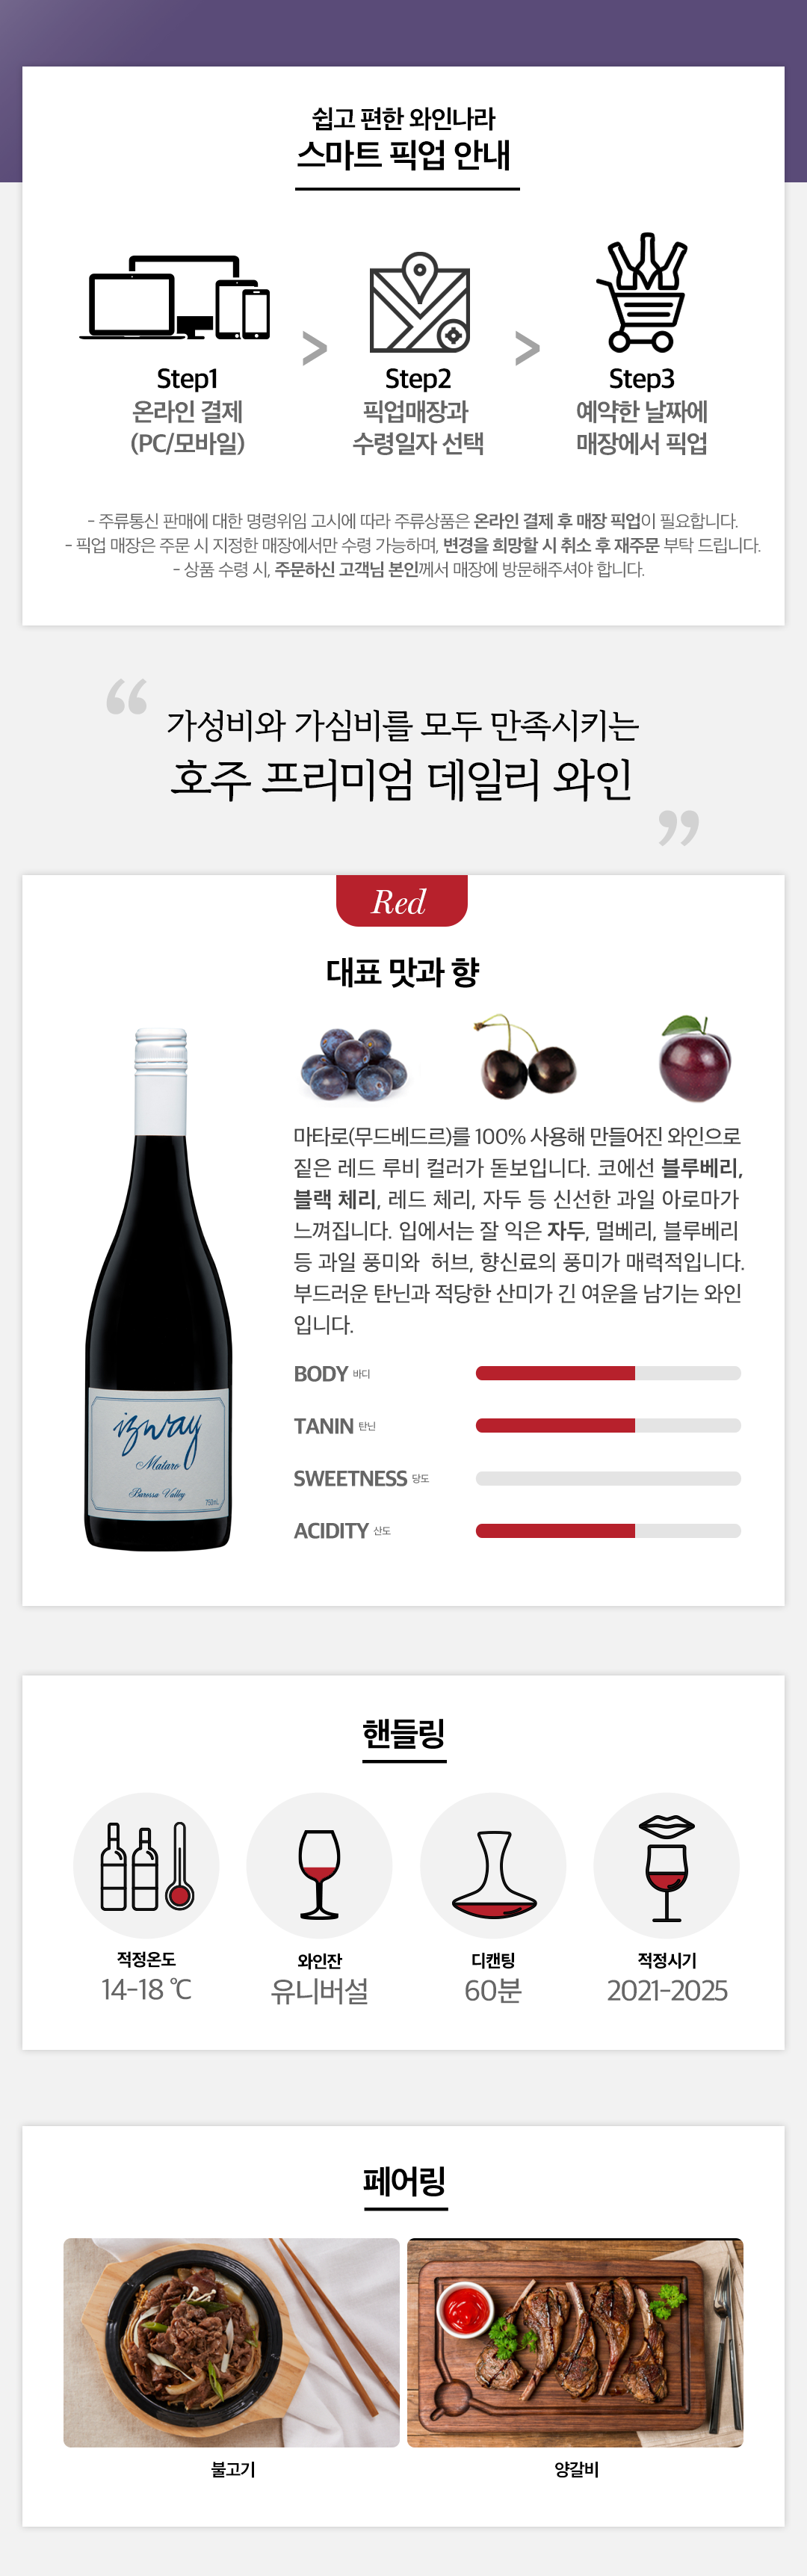 쉽고 편한 와인나라
스마트 픽업 안내
Step1
온라인 결제
(PC/모바일)
>
Step2
픽업매장과
수령일자 선택
>
Step3
예약한 날짜에
매장에서 픽업
- 주류통신 판매에 대한 명령위임 고시에 따라 주류상품은 온라인 결제 후 매장 픽업이 필요합니다.
- 픽업 매장은 주문 시 지정한 매장에서만 수령 가능하며, 변경을 희망할 시 취소 후 재주문 부탁 드립니다.
- 상품 수령 시, 주문하신 고객님 본인께서 매장에 방문해주셔야 합니다.
“
가성비와 가심비를 모두 만족시키는
호주 프리미엄 데일리 와인
”
Red
대표 맛과 향
마타로(무드베드르)를 100% 사용해 만들어진 와인으로
짙은 레드 루비 컬러가 돋보입니다. 코에선 블루베리,
블랙 체리, 레드 체리, 자두 등 신선한 과일 아로마가
느껴집니다. 입에서는 잘 익은 자두, 멀베리, 블루베리
등 과일 풍미와 허브, 향신료의 풍미가 매력적입니다.
부드러운 탄닌과 적당한 산미가 긴 여운을 남기는 와인
입니다.
izway
Mataro
Barossa Valley
750mL
BODY 바디
TANIN 탄닌
SWEETNESS 당도
ACIDITY 산도
핸들링
적정온도
14-18 ℃
와인잔
유니버설
디캔팅
60분
적정시기
2021-2025
페어링
불고기
양갈비